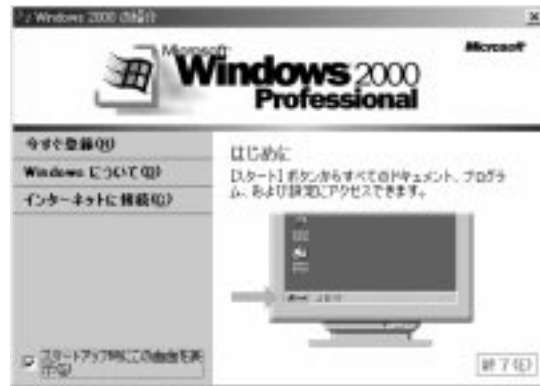 Windows 2000 の紹介
Microsoft
Microsoft
Windows 2000
Professional
今すぐ登録(R)
Windows について(D)
インターネットに接続(C)
はじめに
[スタート] ボタンからすべてのドキュメント、プログラ
ム、および設定にアクセスできます。
スタートアップ時にこの画面を表
示(S)
終了(E)